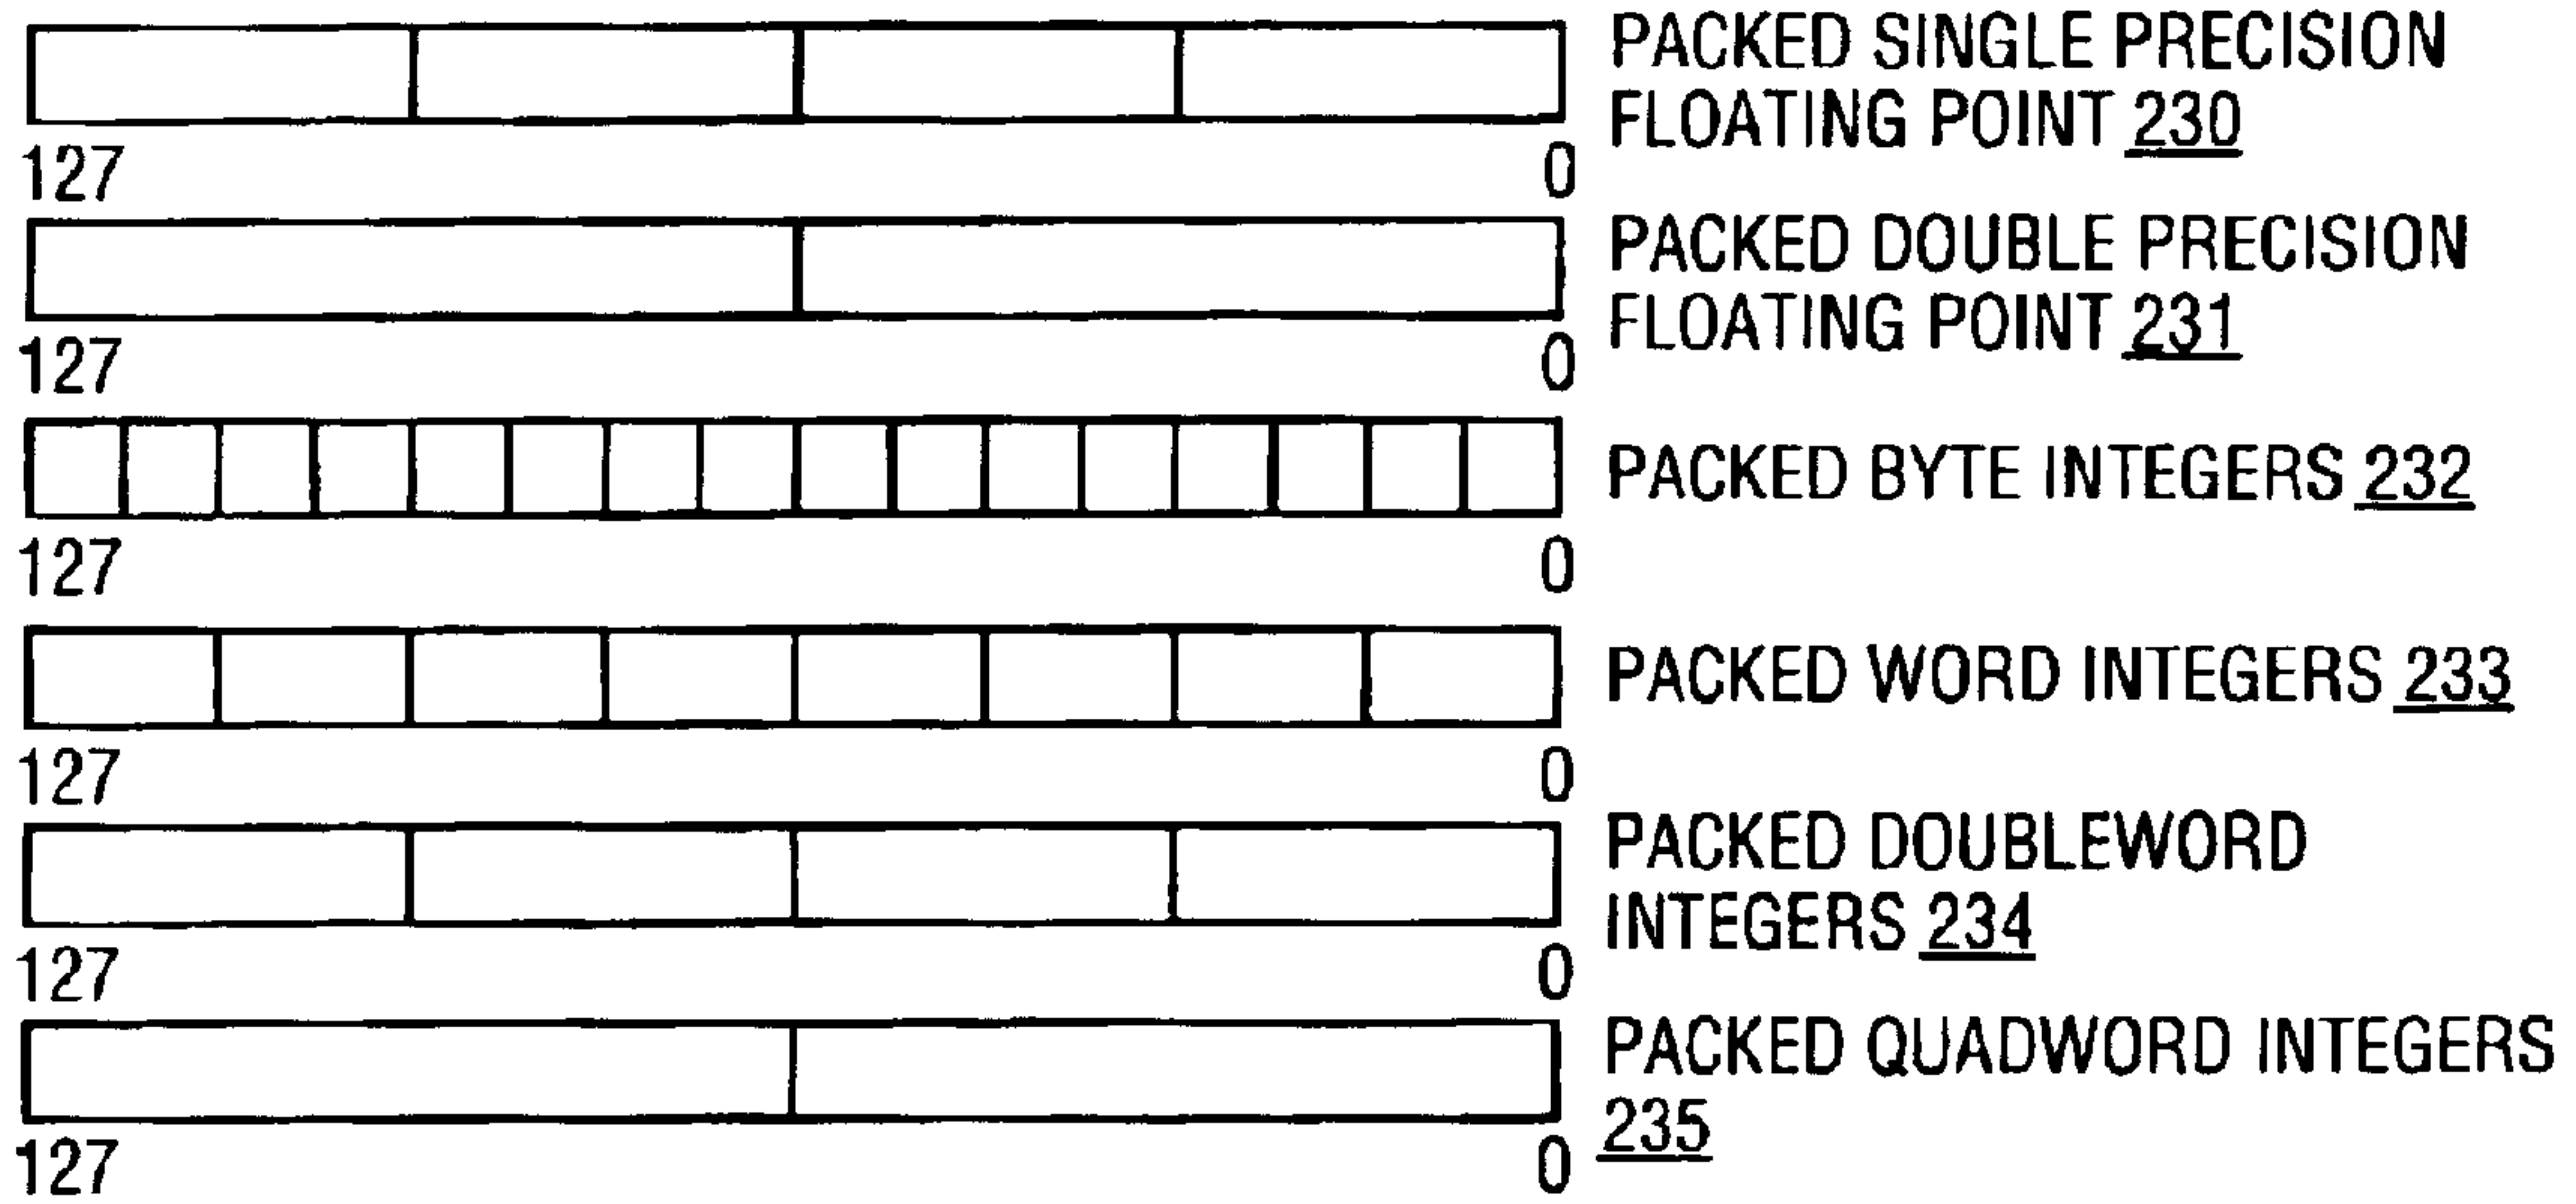 PACKED SINGLE PRECISION
FLOATING POINT 230
127 0
PACKED DOUBLE PRECISION
FLOATING POINT 231
127 0
PACKED BYTE INTEGERS 232
127 0
PACKED WORD INTEGERS 233
127 0
PACKED DOUBLEWORD
INTEGERS 234
127 0
PACKED QUADWORD INTEGERS
235
127 0